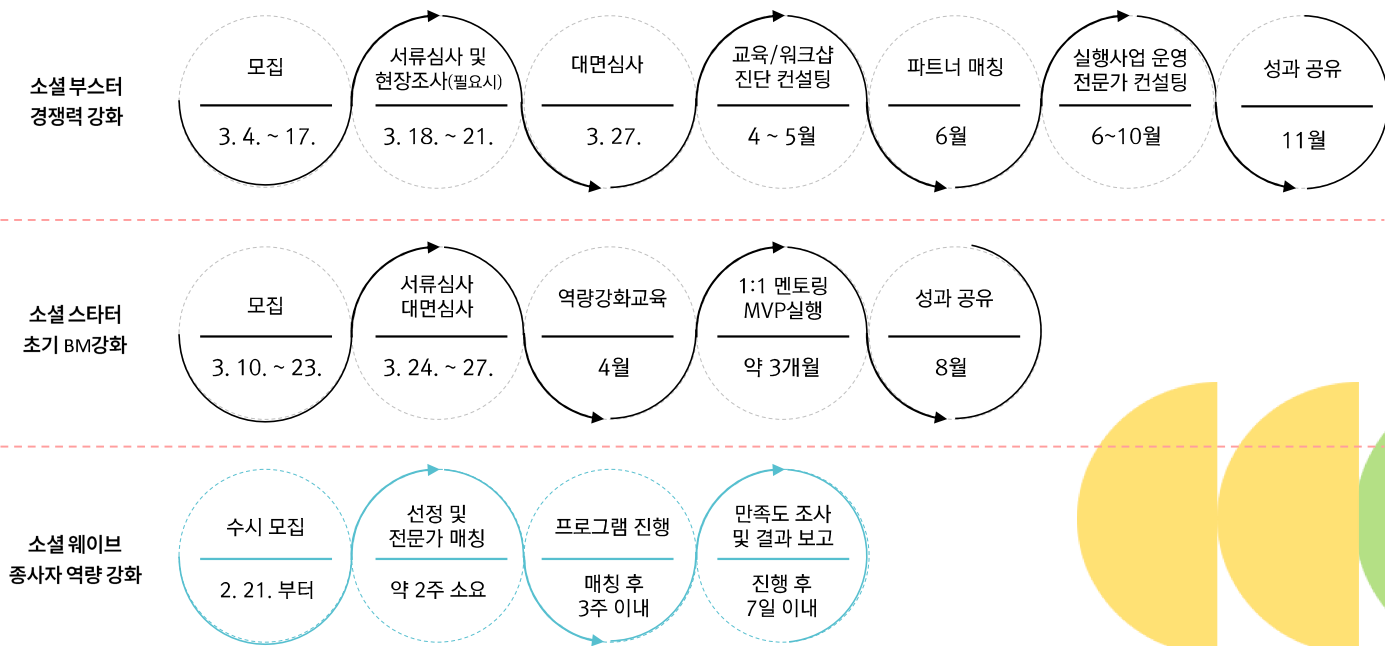 소셜 부스터
경쟁력 강화
모집
3. 4. ~ 17.
서류심사 및
현장조사(필요시)
3. 18. ~ 21.
대면심사
3. 27.
교육/워크샵
진단 컨설팅
4 ~ 5월
파트너 매칭
6월
실행사업 운영
전문가 컨설팅
6~10월
성과 공유
11월
소셜 스타터
초기 BM강화
모집
3. 10. ~ 23.
서류심사
대면심사
3. 24. ~ 27.
역량강화교육
4월
1:1 멘토링
MVP실행
약 3개월
성과 공유
8월
소셜 웨이브
종사자 역량 강화
수시 모집
2. 21. 부터
선정 및
전문가 매칭
약 2주 소요
프로그램 진행
매칭 후
3주 이내
만족도 조사
및 결과 보고
진행 후
7일 이내